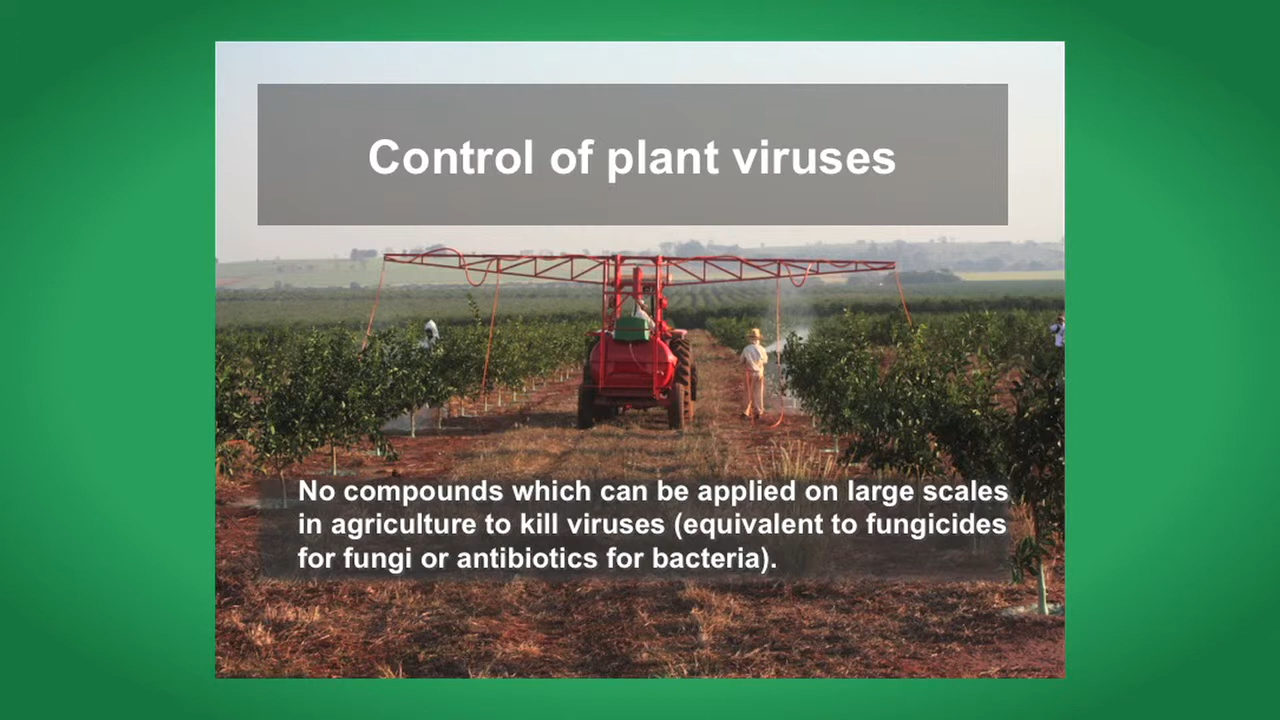 Control of plant viruses
No compounds which can be applied on large scales
in agriculture to kill viruses (equivalent to fungicides
for fungi or antibiotics for bacteria).